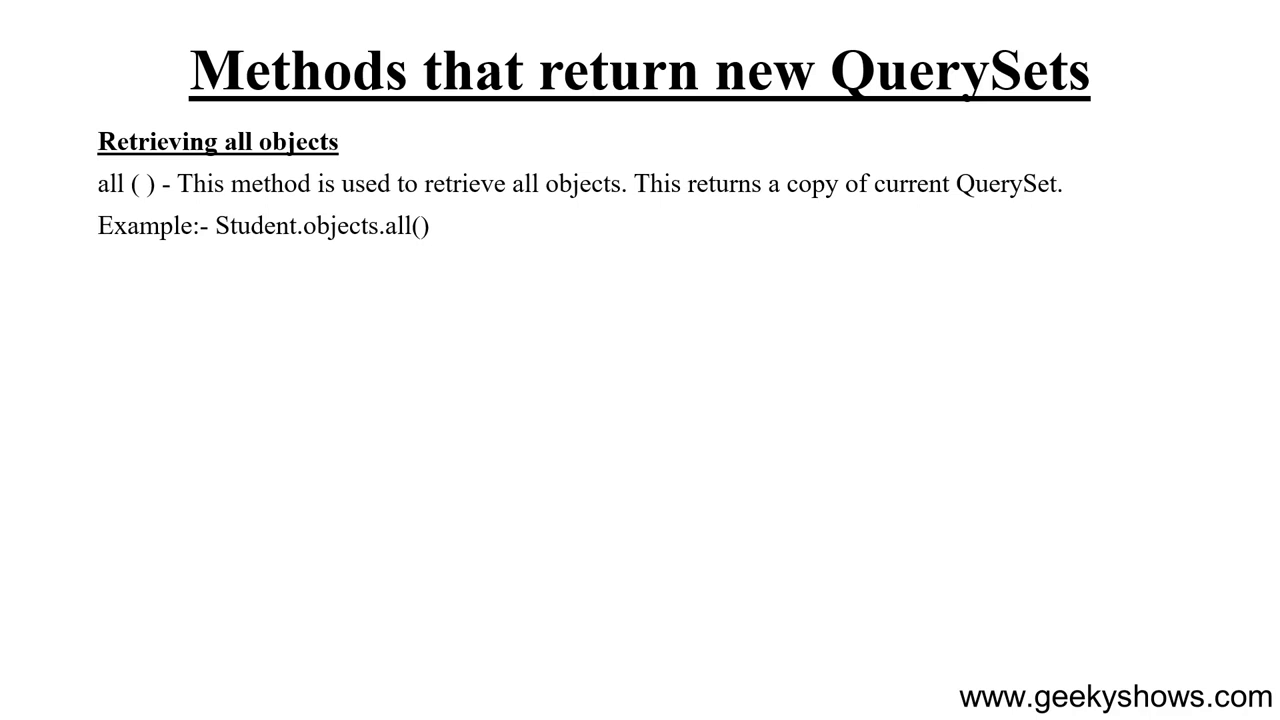 Methods that return new QuerySets
Retrieving all objects
all ( ) - This method is used to retrieve all objects. This returns a copy of current QuerySet.
Example:- Student.objects.all()
www.geekyshows.com